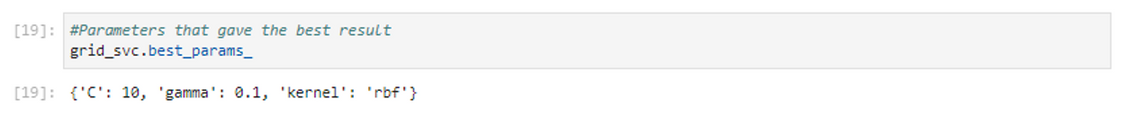 [19]: #Parameters that gave the best result
grid_svc.best_params_
[19]: {'C': 10, 'gamma': 0.1, 'kernel': 'rbf'}